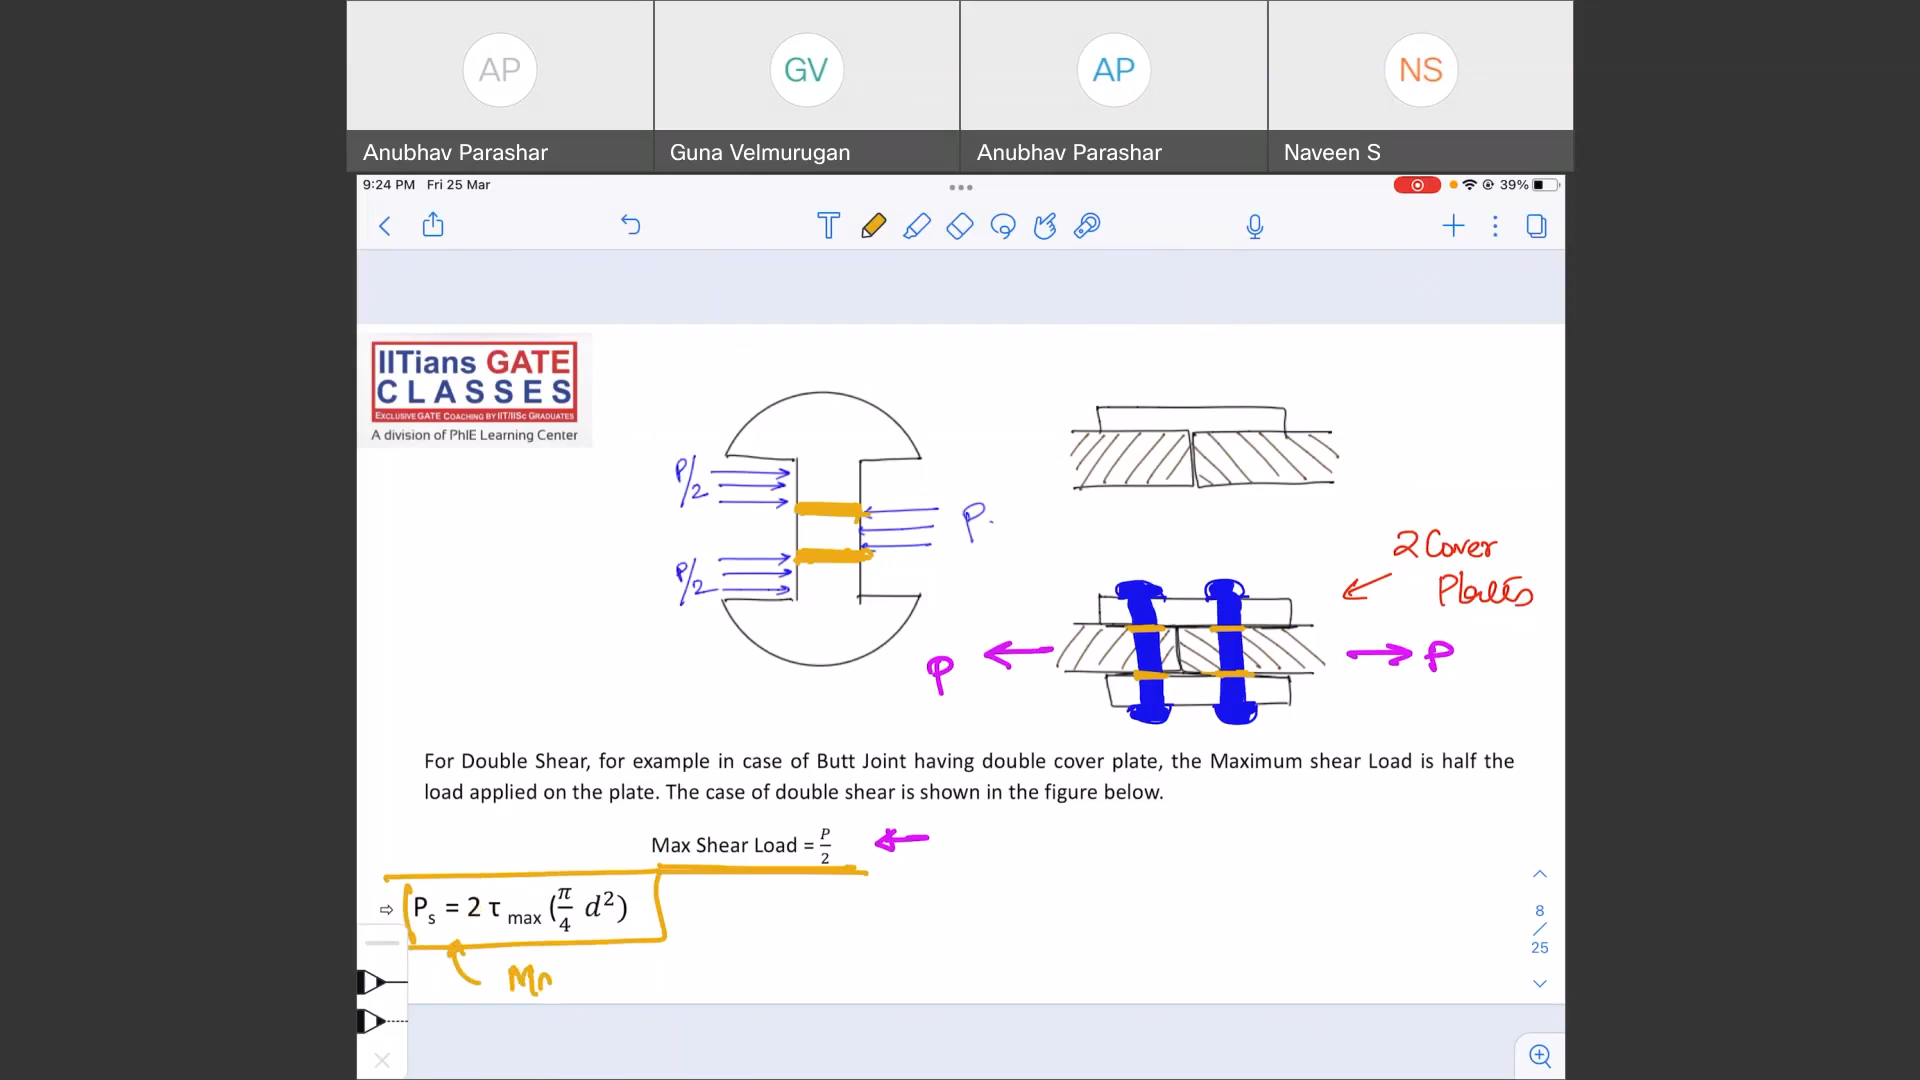 AP
GV
AP
NS
Anubhav Parashar
Guna Velmurugan
Anubhav Parashar
Naveen S
9:24 PM Fri 25 Mar
39%
IITians GATE
CLASSES
EXCLUSIVE GATE COACHING BY IIT/IISc GRADUATES
A division of PhIE Learning Center
P/2
P.
P/2
2 Cover
Plates
P
P
For Double Shear, for example in case of Butt Joint having double cover plate, the Maximum shear Load is half the
load applied on the plate. The case of double shear is shown in the figure below.
Max Shear Load = P/2
⇨ Ps = 2 τ max (π/4 d²)
Mn
8
/
25